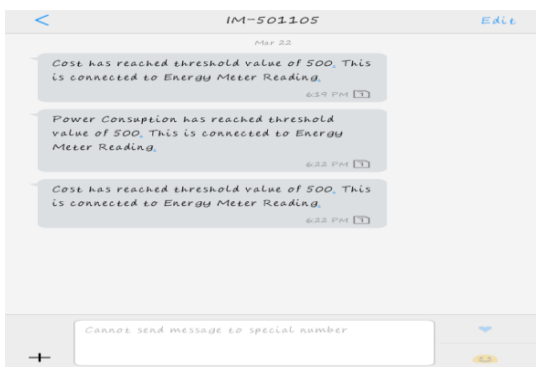 IM-501105
Edit
Mar 22
Cost has reached threshold value of 500. This
is connected to Energy Meter Reading.
6:19 PM 1
Power Consuption has reached threshold
value of 500. This is connected to Energy
Meter Reading.
6:22 PM 1
Cost has reached threshold value of 500. This
is connected to Energy Meter Reading.
6:22 PM 1
Cannot send message to special number